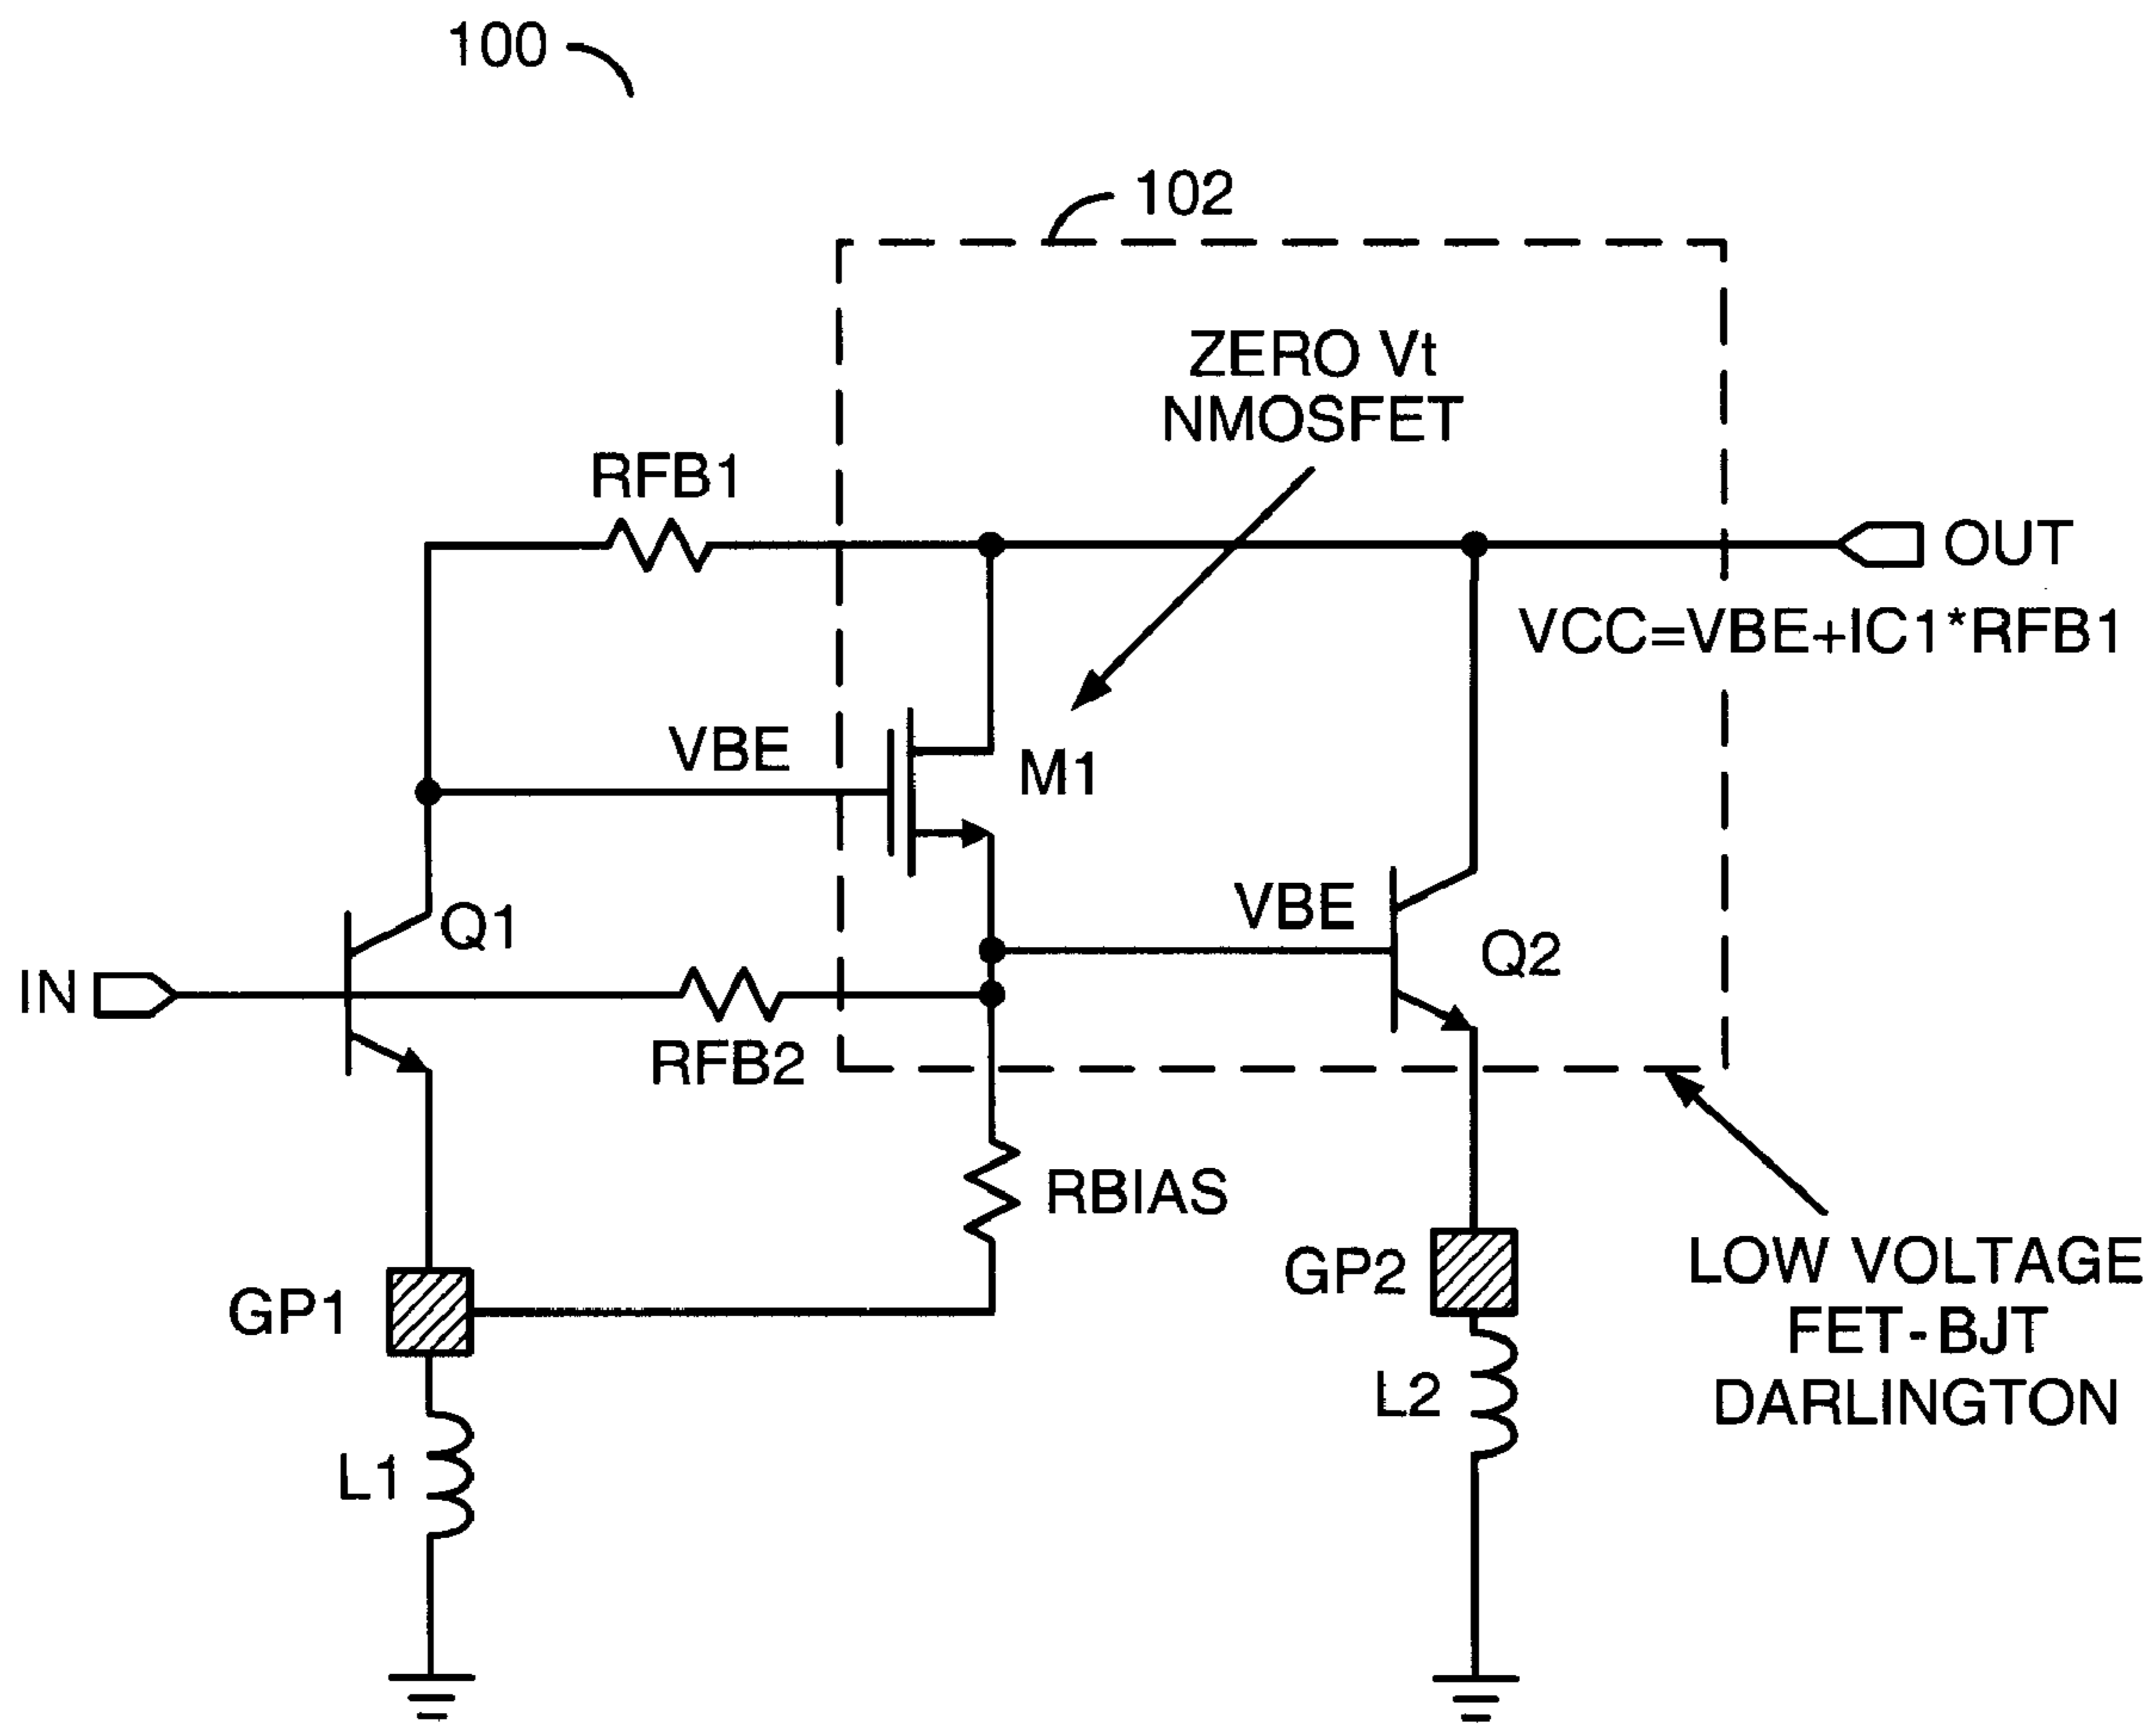 100
102
ZERO Vt
NMOSFET
RFB1
OUT
VCC=VBE+IC1*RFB1
VBE
M1
VBE
Q1
Q2
IN
RFB2
RBIAS
GP1
GP2
LOW VOLTAGE
FET-BJT
DARLINGTON
L2
L1